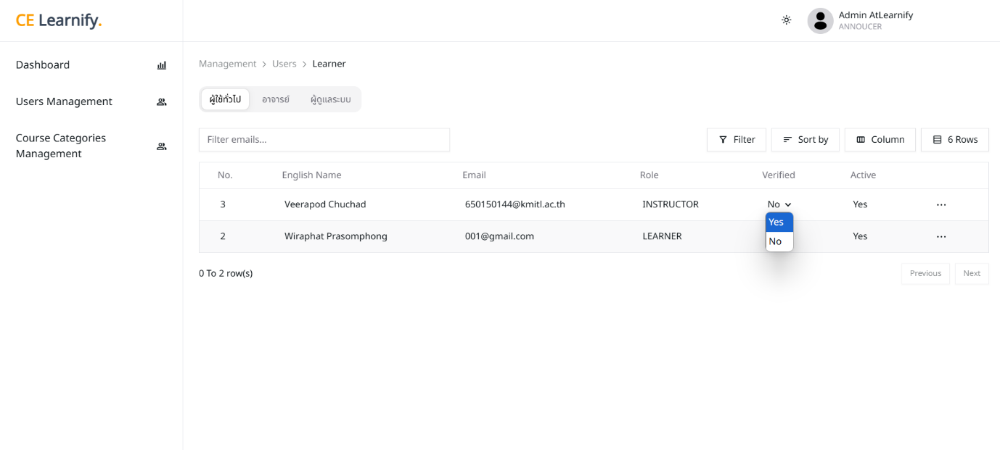 CE Learnify.
Admin AtLearnify
ANNOUCER
Dashboard
Users Management
Course Categories
Management
Management > Users > Learner
ผู้ใช้ทั่วไป อาจารย์ ผู้ดูแลระบบ
Filter emails...
Filter Sort by Column 6 Rows
No. English Name Email Role Verified Active
3 Veerapod Chuchad 650150144@kmitl.ac.th INSTRUCTOR No Yes ...
Yes
2 Wiraphat Prasomphong 001@gmail.com LEARNER Yes ...
No
0 To 2 row(s)
Previous Next